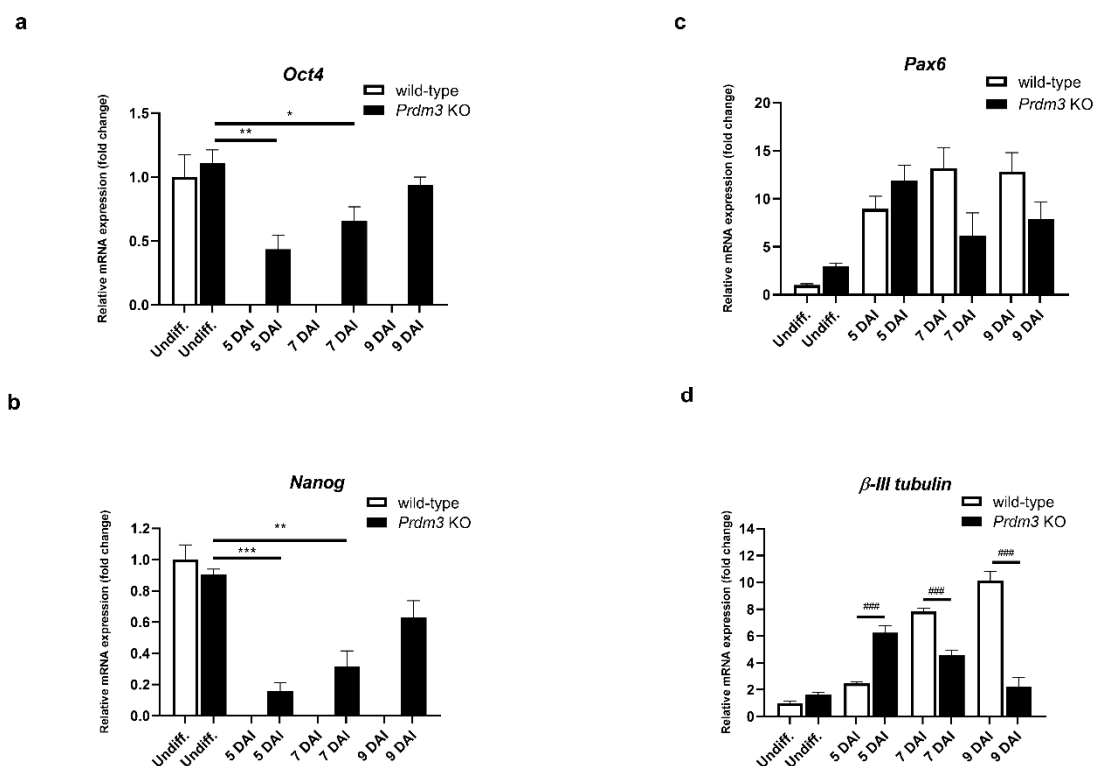 a
Oct4
wild-type
Prdm3 KO
Relative mRNA expression (fold change)
1.5
1.0
0.5
0.0
*
**
Undiff.
Undiff.
5 DAI
5 DAI
7 DAI
7 DAI
9 DAI
9 DAI
b
Nanog
wild-type
Prdm3 KO
Relative mRNA expression (fold change)
1.2
1.0
0.8
0.6
0.4
0.2
0.0
**
***
Undiff.
Undiff.
5 DAI
5 DAI
7 DAI
7 DAI
9 DAI
9 DAI
c
Pax6
wild-type
Prdm3 KO
Relative mRNA expression (fold change)
20
15
10
5
0
Undiff.
Undiff.
5 DAI
5 DAI
7 DAI
7 DAI
9 DAI
9 DAI
d
β-III tubulin
wild-type
Prdm3 KO
Relative mRNA expression (fold change)
14
12
10
8
6
4
2
0
###
###
###
Undiff.
Undiff.
5 DAI
5 DAI
7 DAI
7 DAI
9 DAI
9 DAI